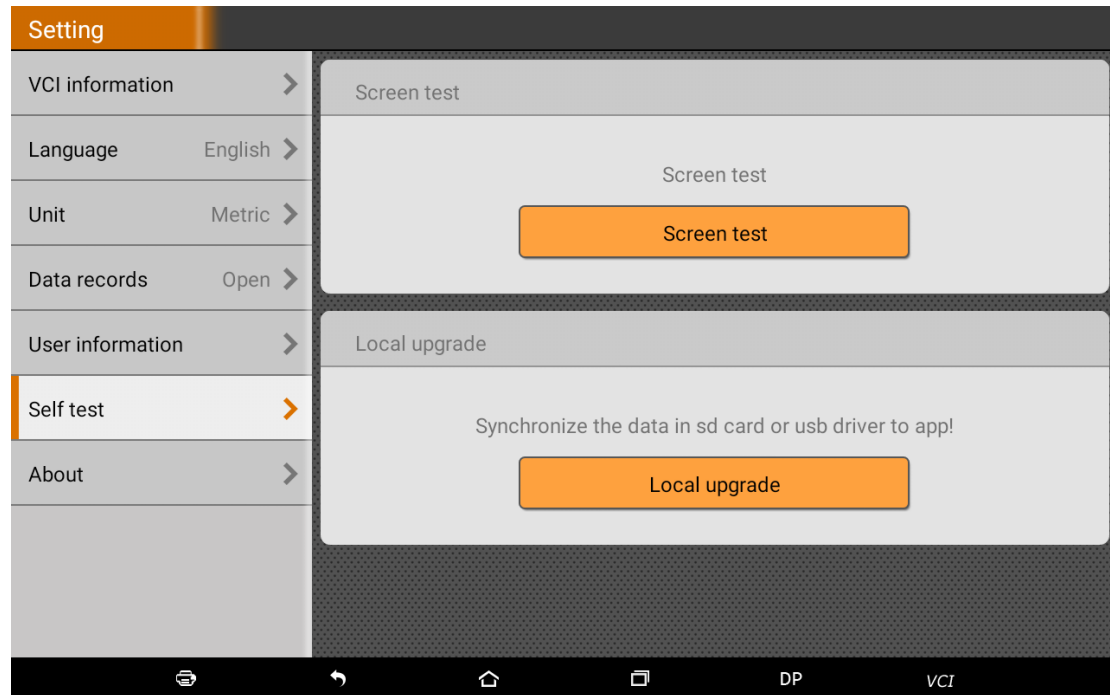 Setting
VCI information
Language English
Unit Metric
Data records Open
User information
Self test
About
Screen test
Screen test
Screen test
Local upgrade
Synchronize the data in sd card or usb driver to app!
Local upgrade
DP VCI